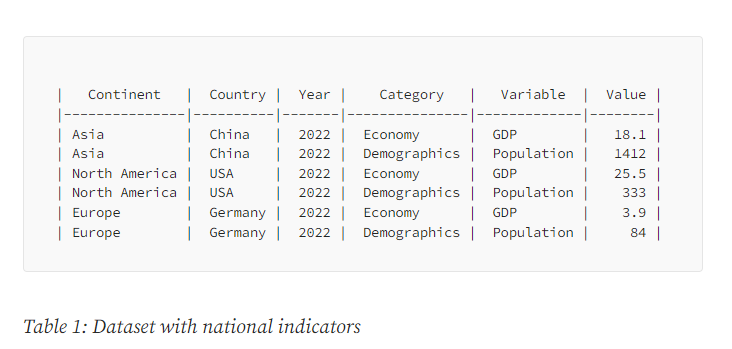 |   Continent   |  Country |  Year |    Category   |   Variable  |  Value |
|---------------|----------|-------|---------------|-------------|--------|
| Asia          |  China   |  2022 |  Economy      |  GDP        |   18.1 |
| Asia          |  China   |  2022 |  Demographics |  Population |   1412 |
| North America |  USA     |  2022 |  Economy      |  GDP        |   25.5 |
| North America |  USA     |  2022 |  Demographics |  Population |    333 |
| Europe        |  Germany |  2022 |  Economy      |  GDP        |    3.9 |
| Europe        |  Germany |  2022 |  Demographics |  Population |     84 |
Table 1: Dataset with national indicators